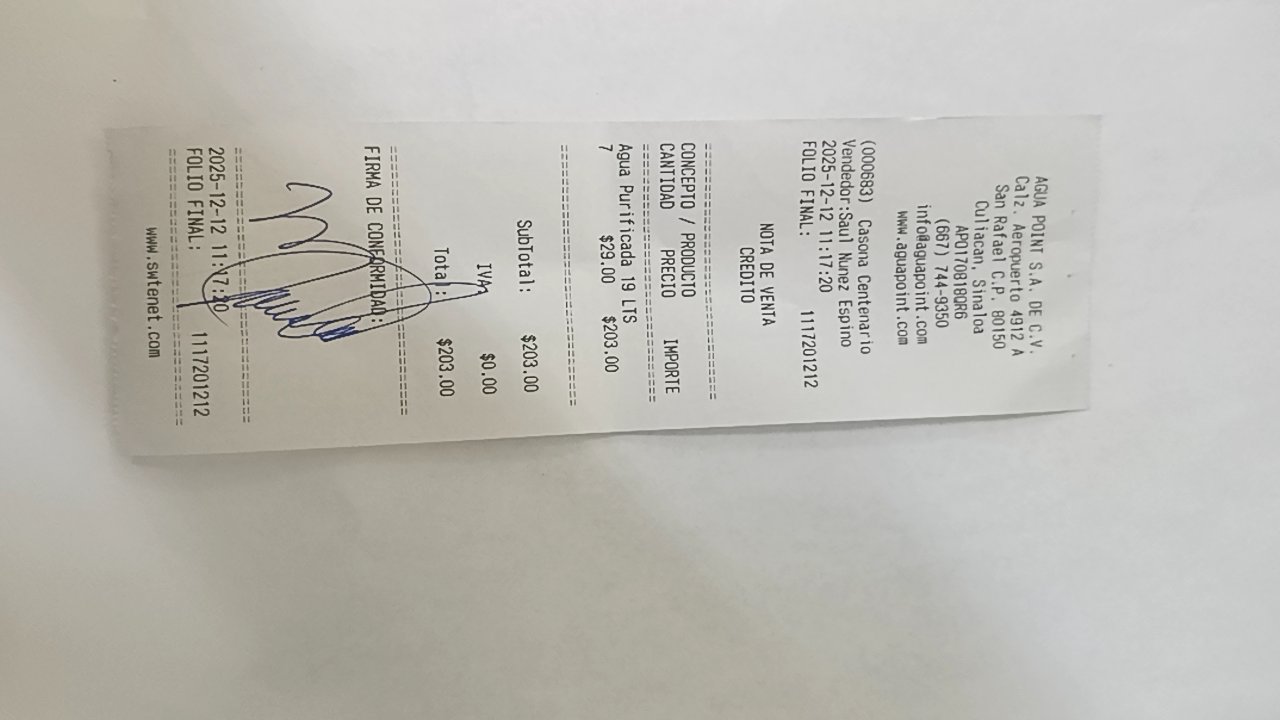 AGUA POINT S.A. DE C.V.
Calz. Aeropuerto 4912 A
San Rafael C.P. 80150
Culiacan, Sinaloa
APO170818QR6
(667) 744-9350
info@aguapoint.com
www.aguapoint.com
(000683) Casona Centenario
Vendedor:Saul Nunez Espino
2025-12-12 11:17:20
FOLIO FINAL: 1117201212
NOTA DE VENTA
CREDITO
CONCEPTO / PRODUCTO
CANTIDAD PRECIO IMPORTE
Agua Purificada 19 LTS
7 $29.00 $203.00
SubTotal: $203.00
IVA: $0.00
Total: $203.00
FIRMA DE CONFORMIDAD:
2025-12-12 11:17:20
FOLIO FINAL: 1117201212
www.smtenet.com